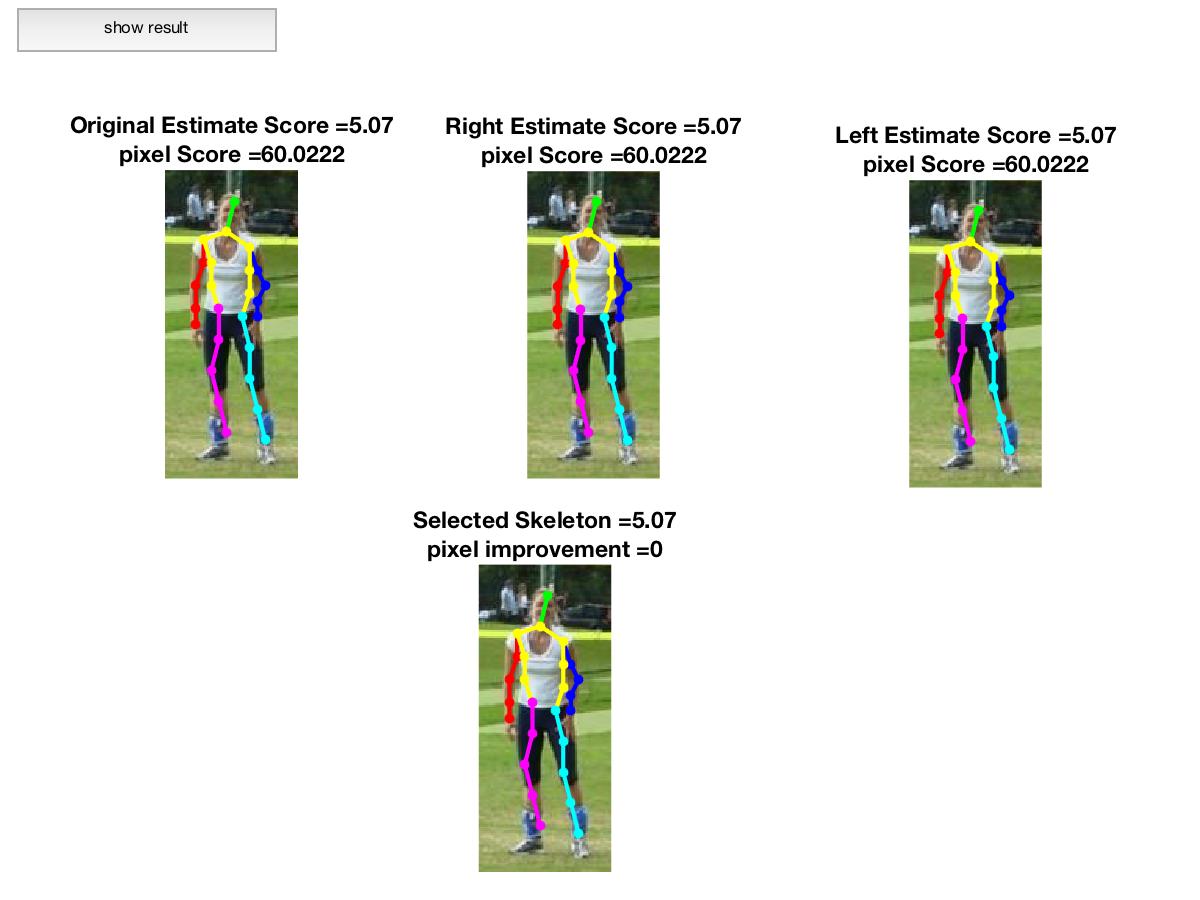 show result
Original Estimate Score =5.07
pixel Score =60.0222
Right Estimate Score =5.07
pixel Score =60.0222
Left Estimate Score =5.07
pixel Score =60.0222
Selected Skeleton =5.07
pixel improvement =0